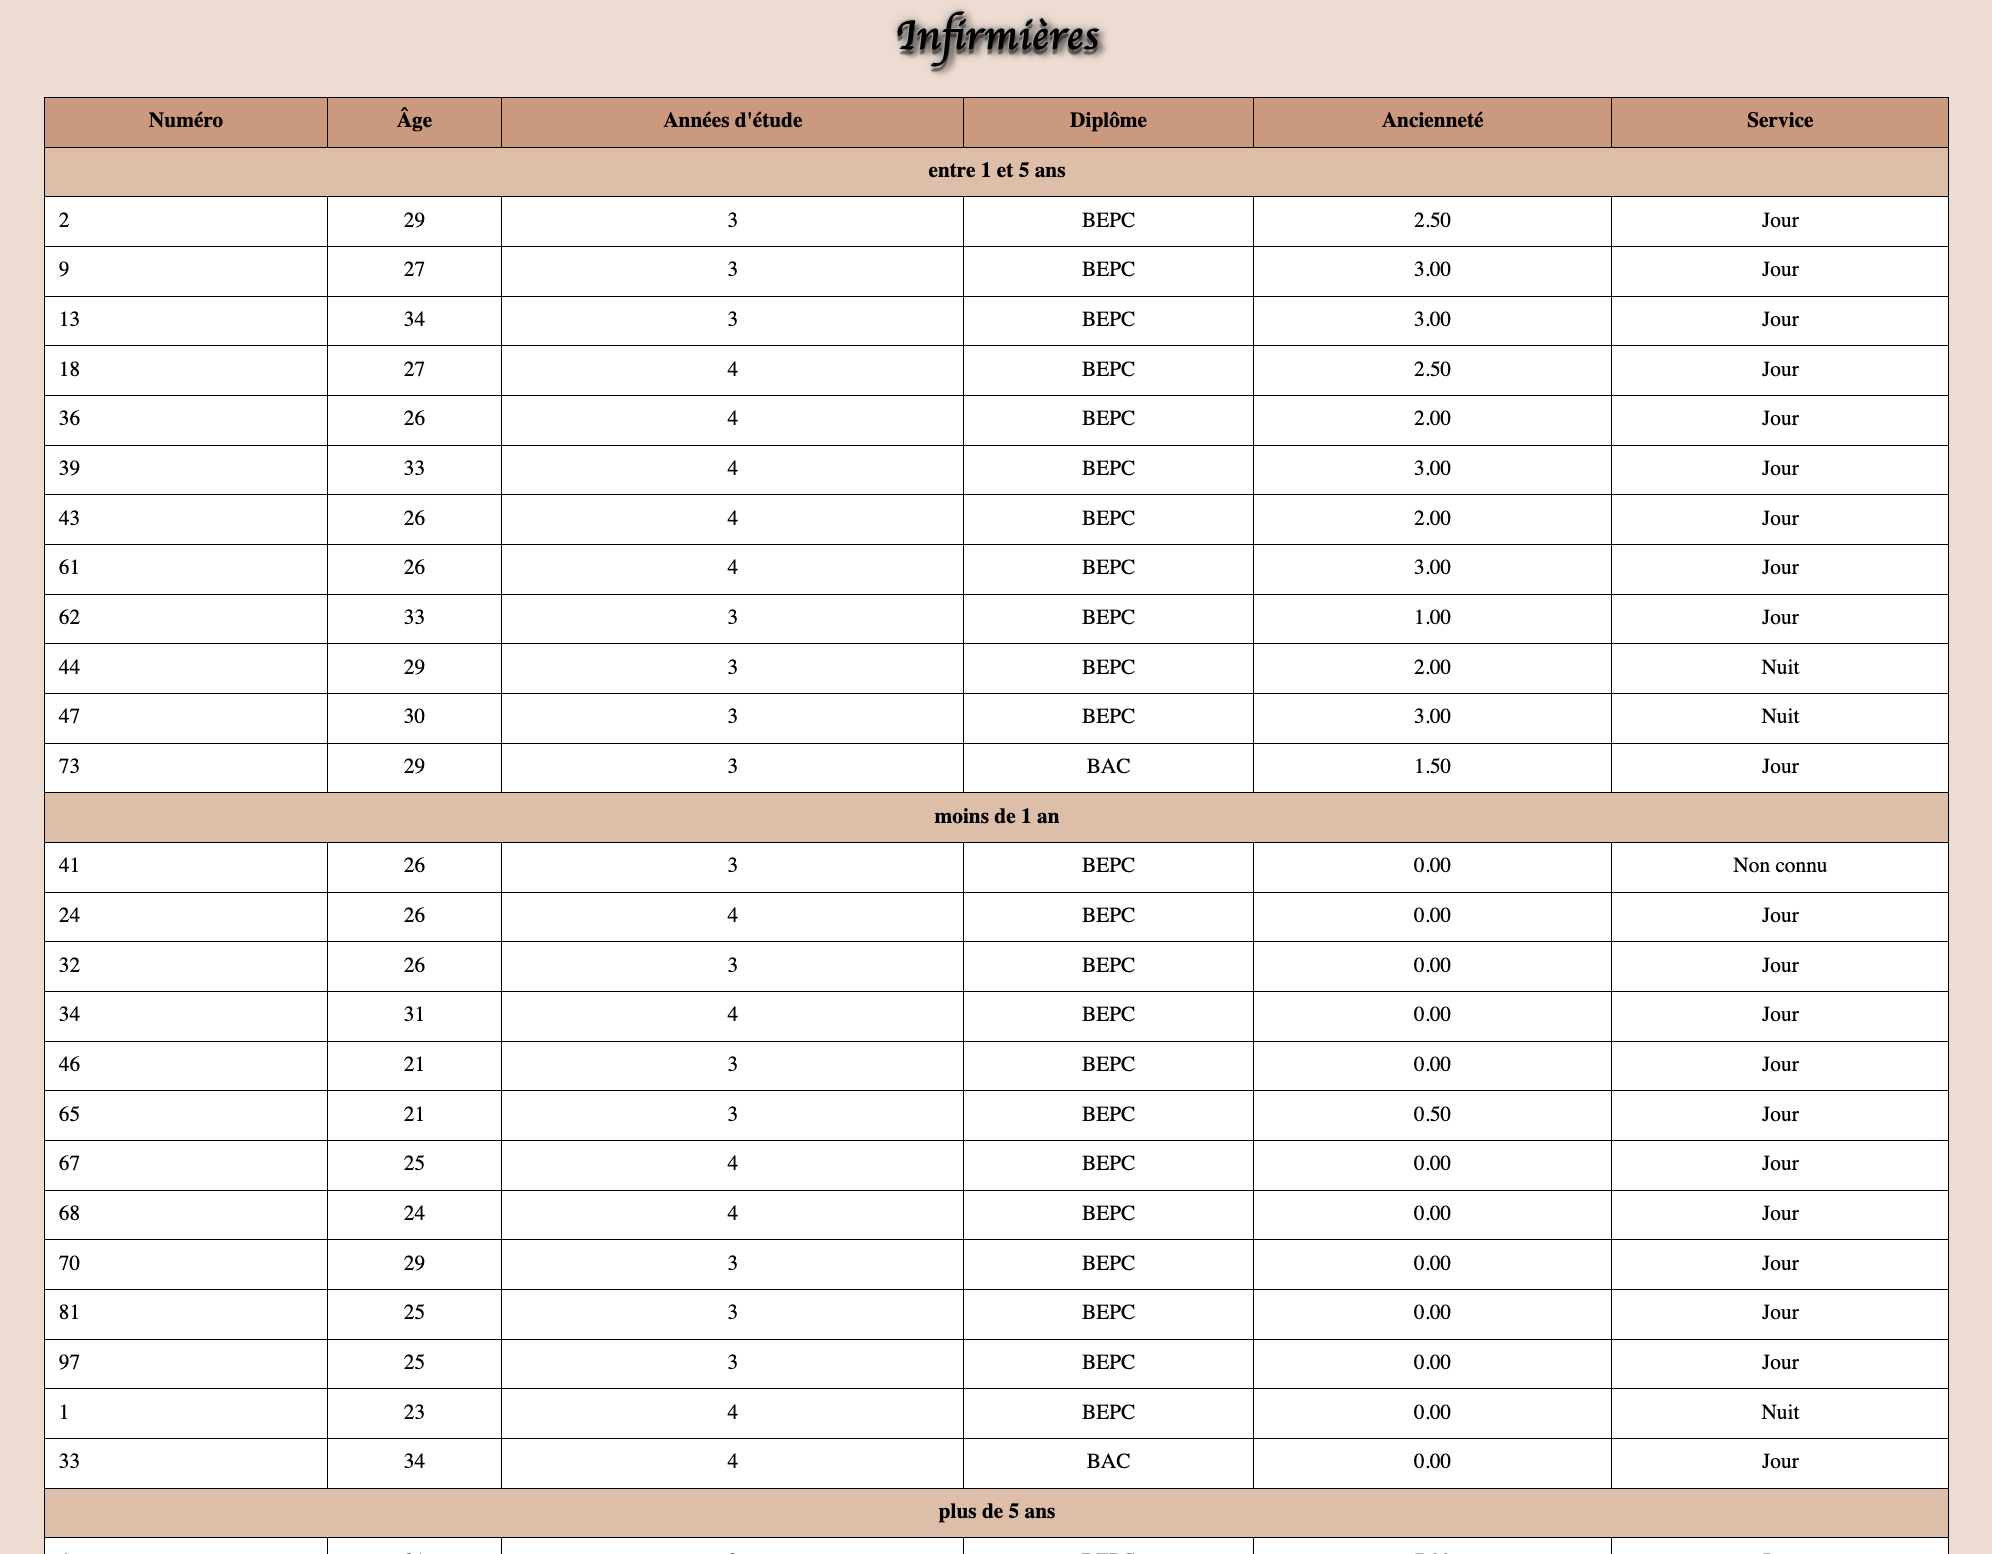 Infirmières
Numéro Âge Années d'étude Diplôme Ancienneté Service
entre 1 et 5 ans
2 29 3 BEPC 2.50 Jour
9 27 3 BEPC 3.00 Jour
13 34 3 BEPC 3.00 Jour
18 27 4 BEPC 2.50 Jour
36 26 4 BEPC 2.00 Jour
39 33 4 BEPC 3.00 Jour
43 26 4 BEPC 2.00 Jour
61 26 4 BEPC 3.00 Jour
62 33 3 BEPC 1.00 Jour
44 29 3 BEPC 2.00 Nuit
47 30 3 BEPC 3.00 Nuit
73 29 3 BAC 1.50 Jour
moins de 1 an
41 26 3 BEPC 0.00 Non connu
24 26 4 BEPC 0.00 Jour
32 26 3 BEPC 0.00 Jour
34 31 4 BEPC 0.00 Jour
46 21 3 BEPC 0.00 Jour
65 21 3 BEPC 0.50 Jour
67 25 4 BEPC 0.00 Jour
68 24 4 BEPC 0.00 Jour
70 29 3 BEPC 0.00 Jour
81 25 3 BEPC 0.00 Jour
97 25 3 BEPC 0.00 Jour
1 23 4 BEPC 0.00 Nuit
33 34 4 BAC 0.00 Jour
plus de 5 ans